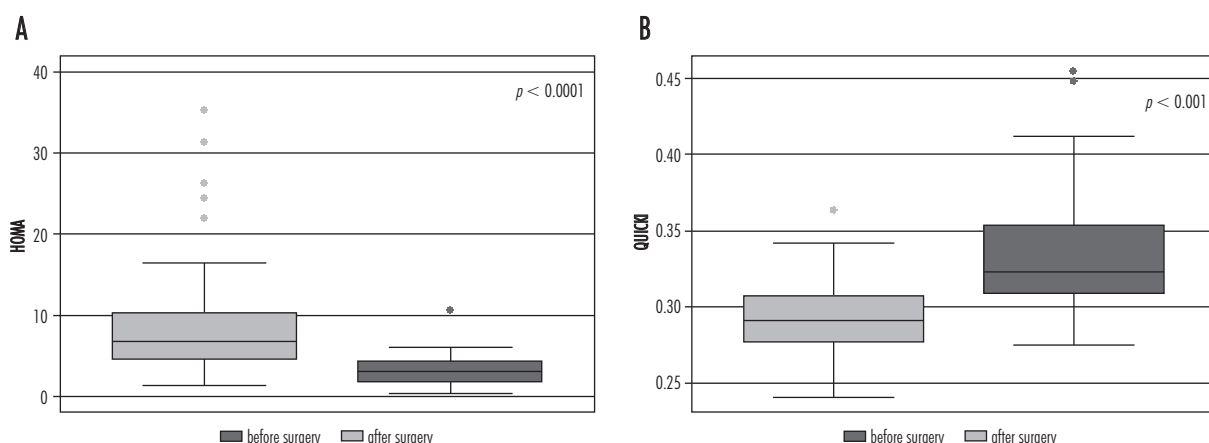 A
40
30
20
10
0
HOMA
p < 0.0001
before surgery after surgery
B
0.45
0.40
0.35
0.30
0.25
QUICKI
p < 0.001
before surgery after surgery